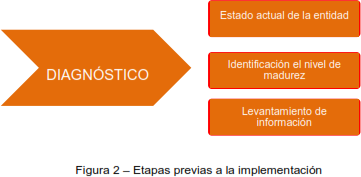 DIAGNÓSTICO
Estado actual de la entidad
Identificación el nivel de
madurez
Levantamiento de
información
Figura 2 – Etapas previas a la implementación